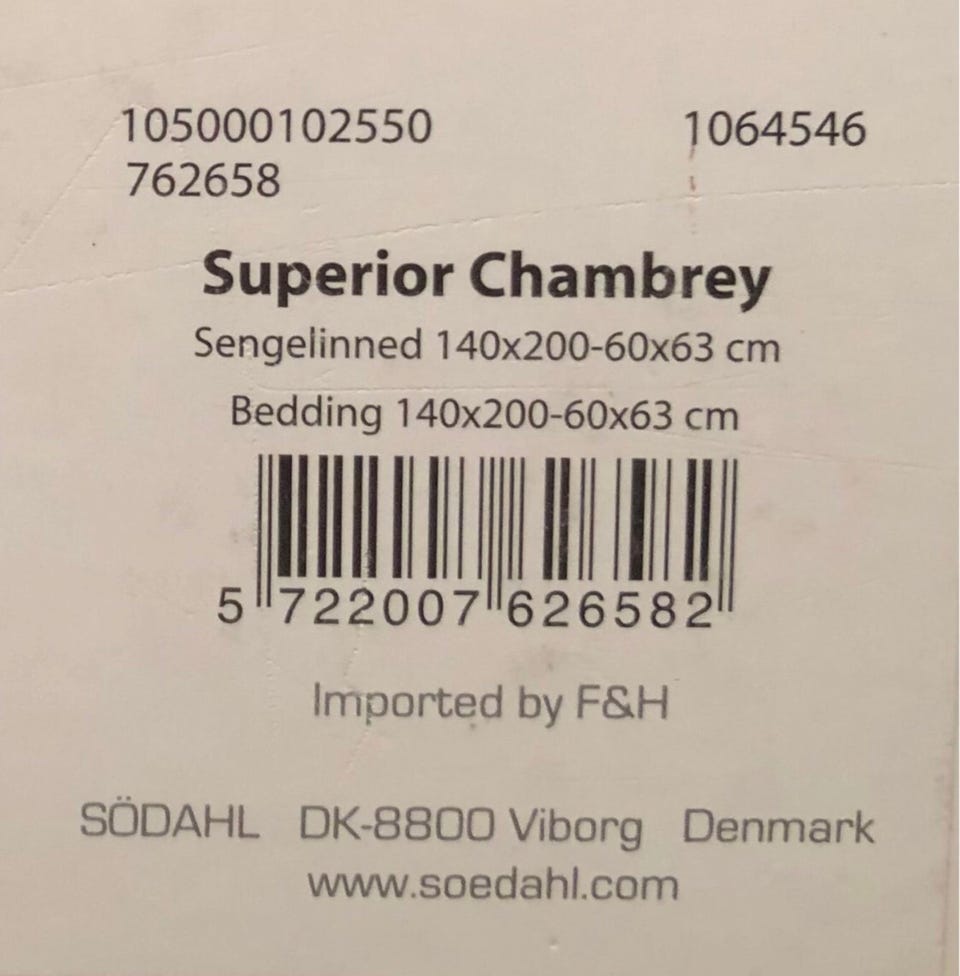 105000102550 1064546
762658
Superior Chambrey
Sengelinned 140x200-60x63 cm
Bedding 140x200-60x63 cm
5 722007 626582
Imported by F&H
SÖDAHL DK-8800 Viborg Denmark
www.soedahl.com